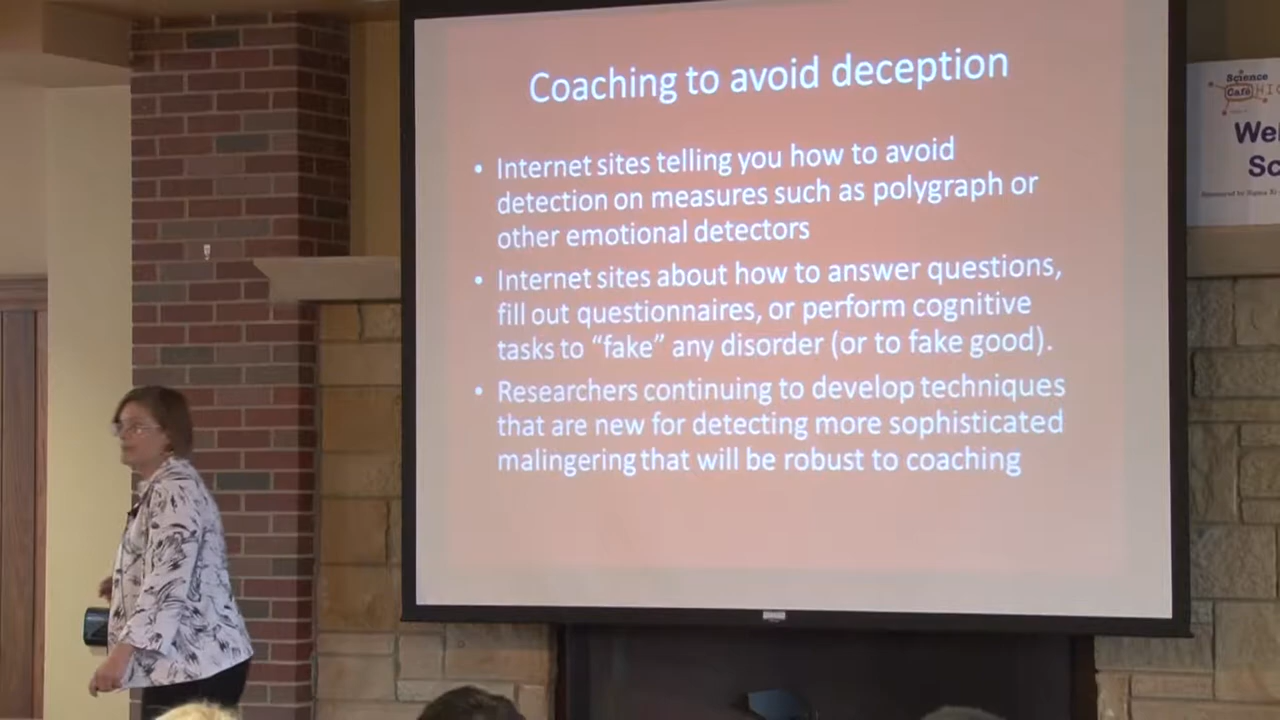 Coaching to avoid deception
• Internet sites telling you how to avoid
detection on measures such as polygraph or
other emotional detectors
• Internet sites about how to answer questions,
fill out questionnaires, or perform cognitive
tasks to “fake” any disorder (or to fake good).
• Researchers continuing to develop techniques
that are new for detecting more sophisticated
malingering that will be robust to coaching
Science
Café
Sponsored by